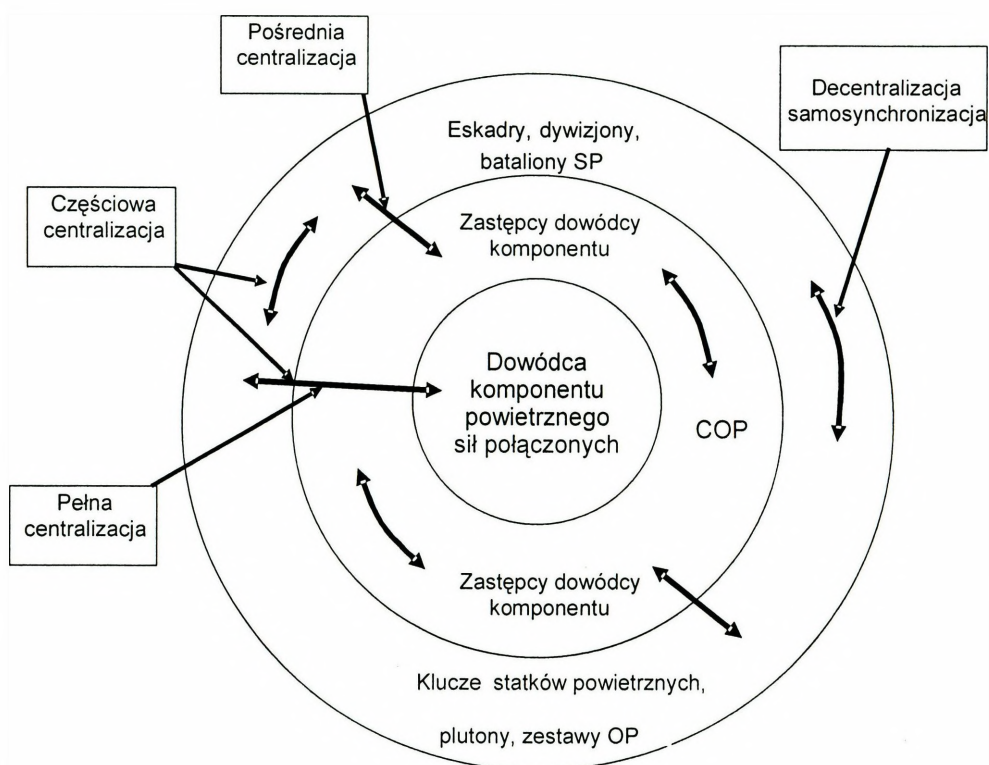 Pośrednia
centralizacja
Decentralizacja
samosynchronizacja
Eskadry, dywizjony,
bataliony SP
Częściowa
centralizacja
Zastępcy dowódcy
komponentu
Dowódca
komponentu
powietrznego
sił połączonych
COP
Pełna
centralizacja
Zastępcy dowódcy
komponentu
Klucze statków powietrznych,
plutony, zestawy OP